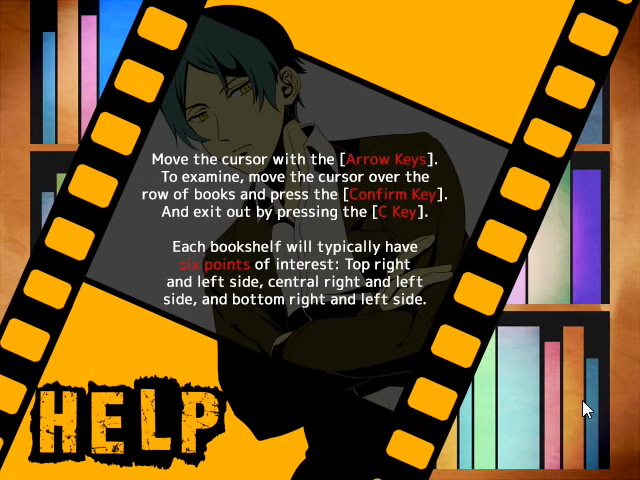 Move the cursor with the [Arrow Keys].
To examine, move the cursor over the
row of books and press the [Confirm Key].
And exit out by pressing the [C Key].
Each bookshelf will typically have
six points of interest: Top right
and left side, central right and left
side, and bottom right and left side.
HELP